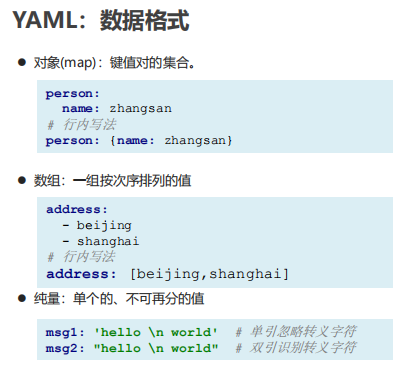 YAML：数据格式
● 对象(map)：键值对的集合。
person:
  name: zhangsan
# 行内写法
person: {name: zhangsan}
● 数组：一组按次序排列的值
address:
  - beijing
  - shanghai
# 行内写法
address: [beijing,shanghai]
● 纯量：单个的、不可再分的值
msg1: 'hello \n world'  # 单引忽略转义字符
msg2: "hello \n world"  # 双引识别转义字符